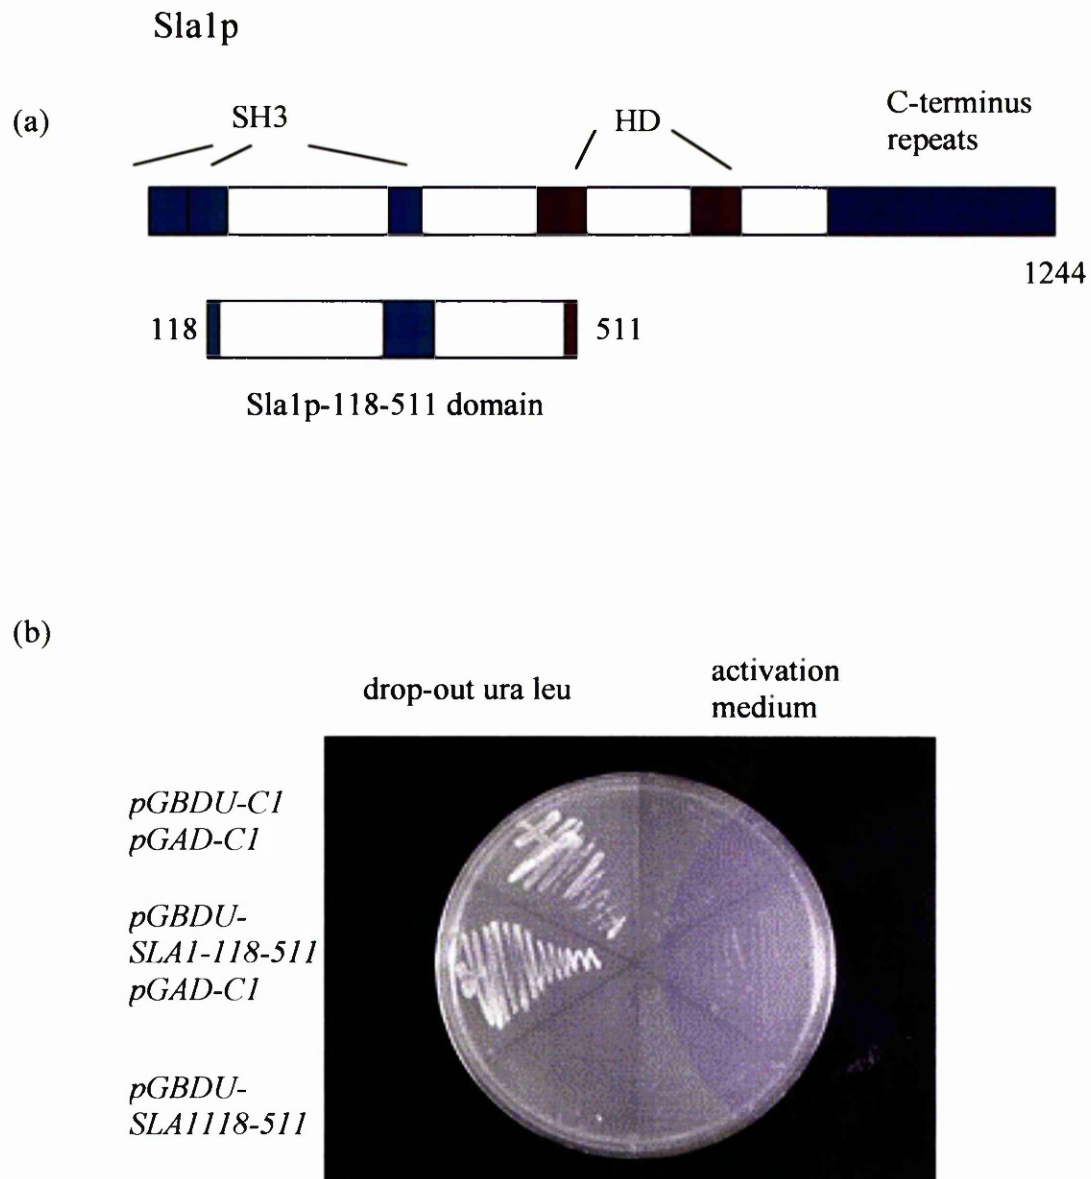 Sla1p
(a)
SH3
HD
C-terminus
repeats
1244
118
511
Sla1p-118-511 domain
(b)
drop-out ura leu
activation
medium
pGBDU-C1
pGAD-C1
pGBDU-
SLA1-118-511
pGAD-C1
pGBDU-
SLA1118-511